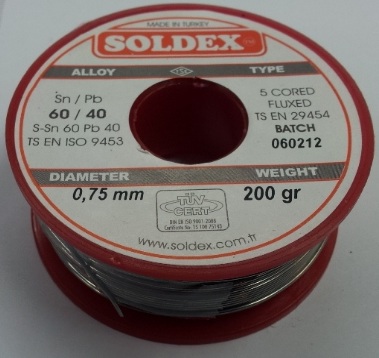 MADE IN TURKEY
SOLDEX
ALLOY
TSE
TYPE
Sn / Pb
60 / 40
S-Sn 60 Pb 40
TS EN ISO 9453
5 CORED
FLUXED
TS EN 29454
BATCH
060212
DIAMETER
WEIGHT
0,75 mm
200 gr
TÜV
CERT
www.soldex.com.tr